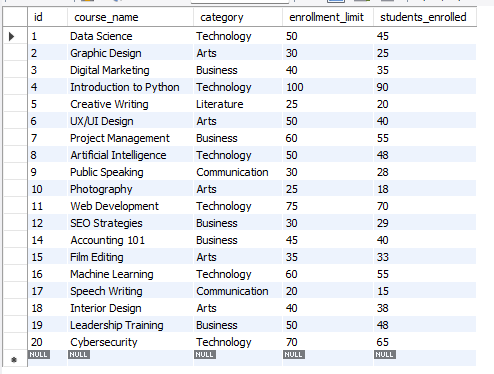 id course_name category enrollment_limit students_enrolled
1 Data Science Technology 50 45
2 Graphic Design Arts 30 25
3 Digital Marketing Business 40 35
4 Introduction to Python Technology 100 90
5 Creative Writing Literature 25 20
6 UX/UI Design Arts 50 40
7 Project Management Business 60 55
8 Artificial Intelligence Technology 50 48
9 Public Speaking Communication 30 28
10 Photography Arts 25 18
11 Web Development Technology 75 70
12 SEO Strategies Business 30 29
14 Accounting 101 Business 45 40
15 Film Editing Arts 35 33
16 Machine Learning Technology 60 55
17 Speech Writing Communication 20 15
18 Interior Design Arts 40 38
19 Leadership Training Business 50 48
20 Cybersecurity Technology 70 65
NULL NULL NULL NULL NULL